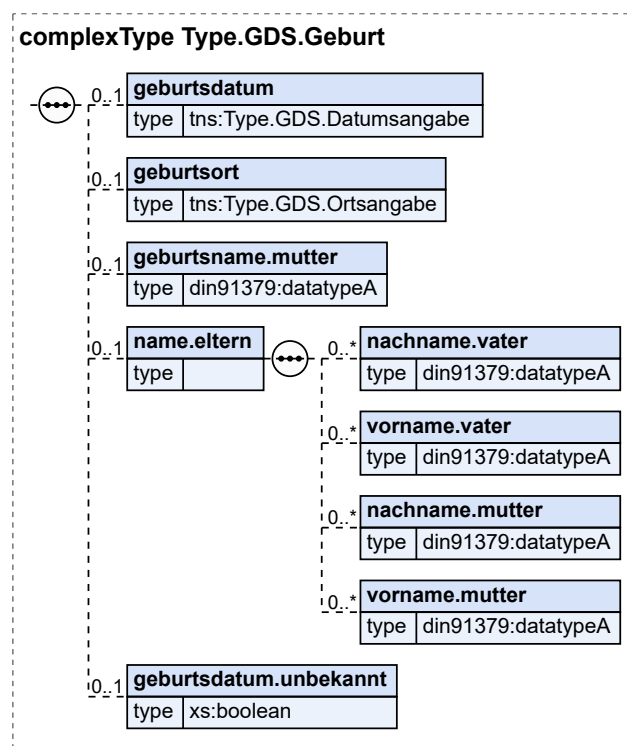 complexType Type.GDS.Geburt
0..1 geburtsdatum
type tns:Type.GDS.Datumsangabe
0..1 geburtsort
type tns:Type.GDS.Ortsangabe
0..1 geburtsname.mutter
type din91379:datatypeA
0..1 name.eltern 0..* nachname.vater
type type din91379:datatypeA
0..* vorname.vater
type din91379:datatypeA
0..* nachname.mutter
type din91379:datatypeA
0..* vorname.mutter
type din91379:datatypeA
0..1 geburtsdatum.unbekannt
type xs:boolean